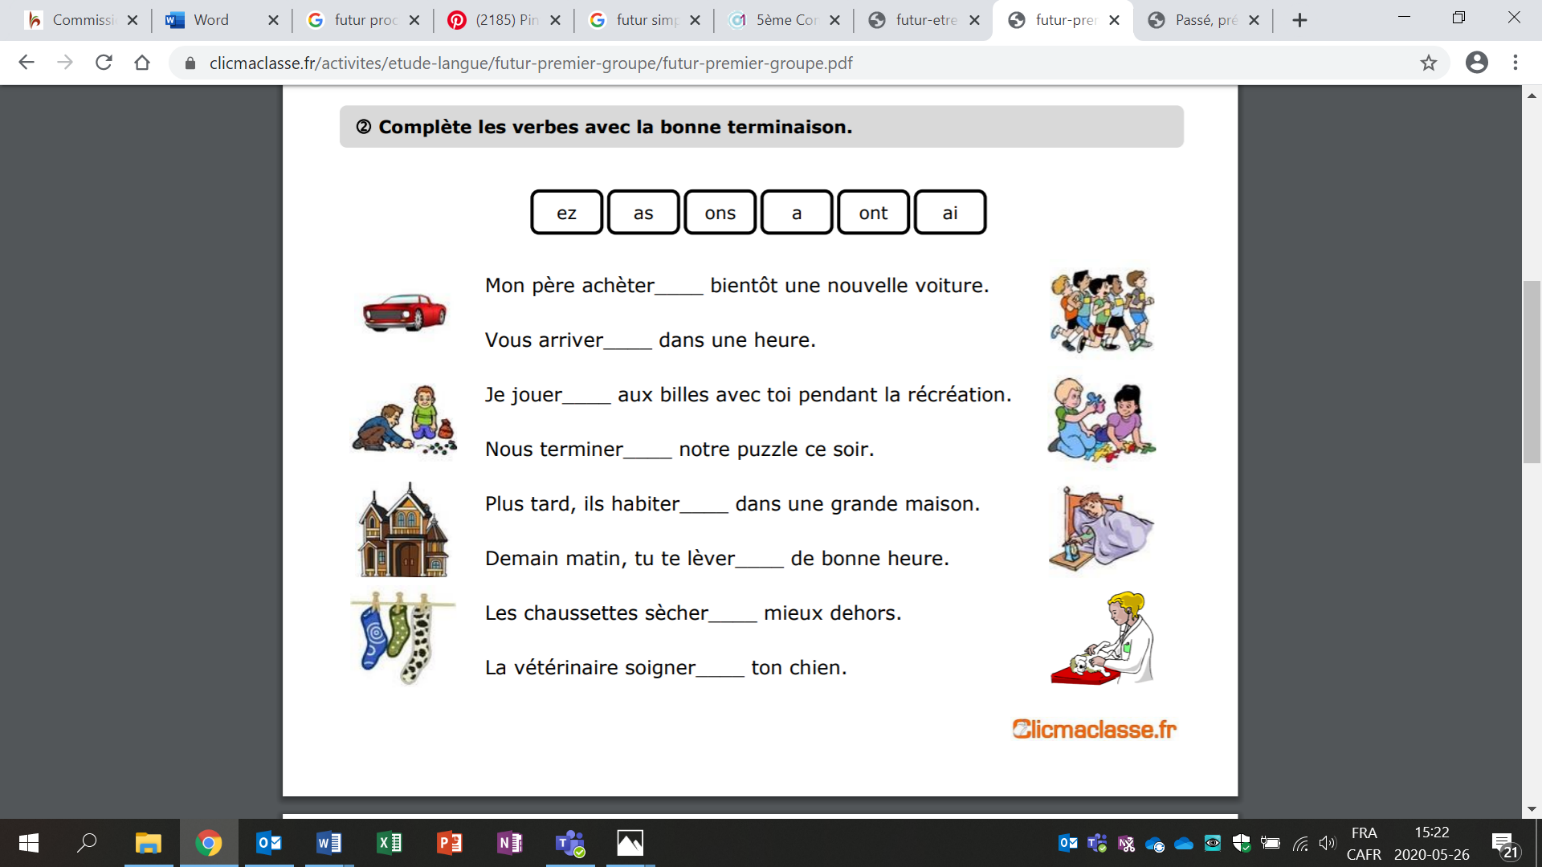 Commissi
Word
futur proc
(2185) Pin
futur simp
5ème Con
futur-etre
futur-prer
Passé, pré
clicmaclasse.fr/activites/etude-langue/futur-premier-groupe/futur-premier-groupe.pdf
② Complète les verbes avec la bonne terminaison.
ez as ons a ont ai
Mon père achèter_____ bientôt une nouvelle voiture.
Vous arriver_____ dans une heure.
Je jouer_____ aux billes avec toi pendant la récréation.
Nous terminer_____ notre puzzle ce soir.
Plus tard, ils habiter_____ dans une grande maison.
Demain matin, tu te lèver_____ de bonne heure.
Les chaussettes sècher_____ mieux dehors.
La vétérinaire soigner_____ ton chien.
Clicmaclasse.fr
FRA
CAFR
15:22
2020-05-26
21